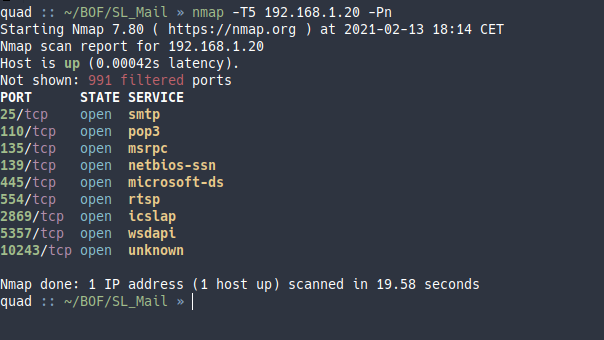 quad :: ~/BOF/SL_Mail » nmap -T5 192.168.1.20 -Pn
Starting Nmap 7.80 ( https://nmap.org ) at 2021-02-13 18:14 CET
Nmap scan report for 192.168.1.20
Host is up (0.00042s latency).
Not shown: 991 filtered ports
PORT      STATE SERVICE
25/tcp    open  smtp
110/tcp   open  pop3
135/tcp   open  msrpc
139/tcp   open  netbios-ssn
445/tcp   open  microsoft-ds
554/tcp   open  rtsp
2869/tcp  open  icslap
5357/tcp  open  wsdapi
10243/tcp open  unknown
Nmap done: 1 IP address (1 host up) scanned in 19.58 seconds
quad :: ~/BOF/SL_Mail »